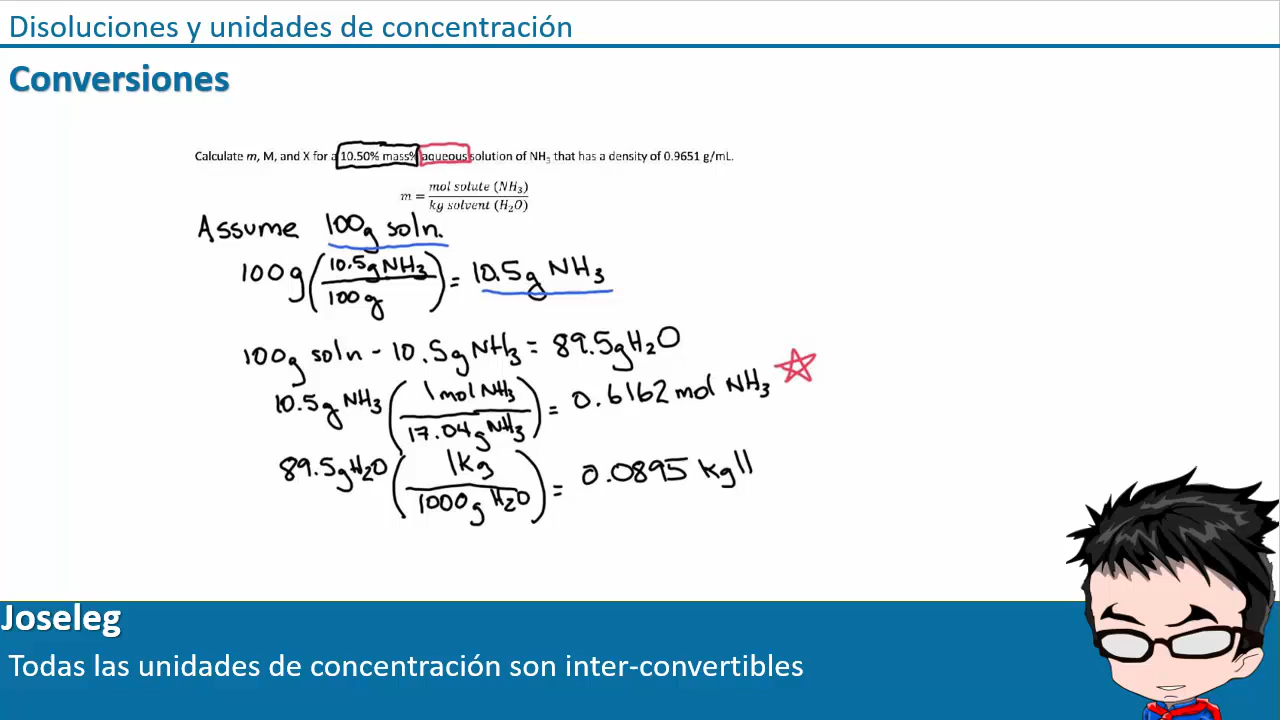 Disoluciones y unidades de concentración
Conversiones
Calculate m, M, and X for a 10.50% mass% aqueous solution of NH₃ that has a density of 0.9651 g/mL.
m = mol solute (NH₃) / kg solvent (H₂O)
Assume 100g soln.
100g (10.5g NH₃ / 100g) = 10.5g NH₃
100g soln - 10.5g NH₃ = 89.5g H₂O
10.5g NH₃ (1 mol NH₃ / 17.04g NH₃) = 0.6162 mol NH₃
89.5g H₂O (1kg / 1000g H₂O) = 0.0895 kg
Joseleg
Todas las unidades de concentración son inter-convertibles